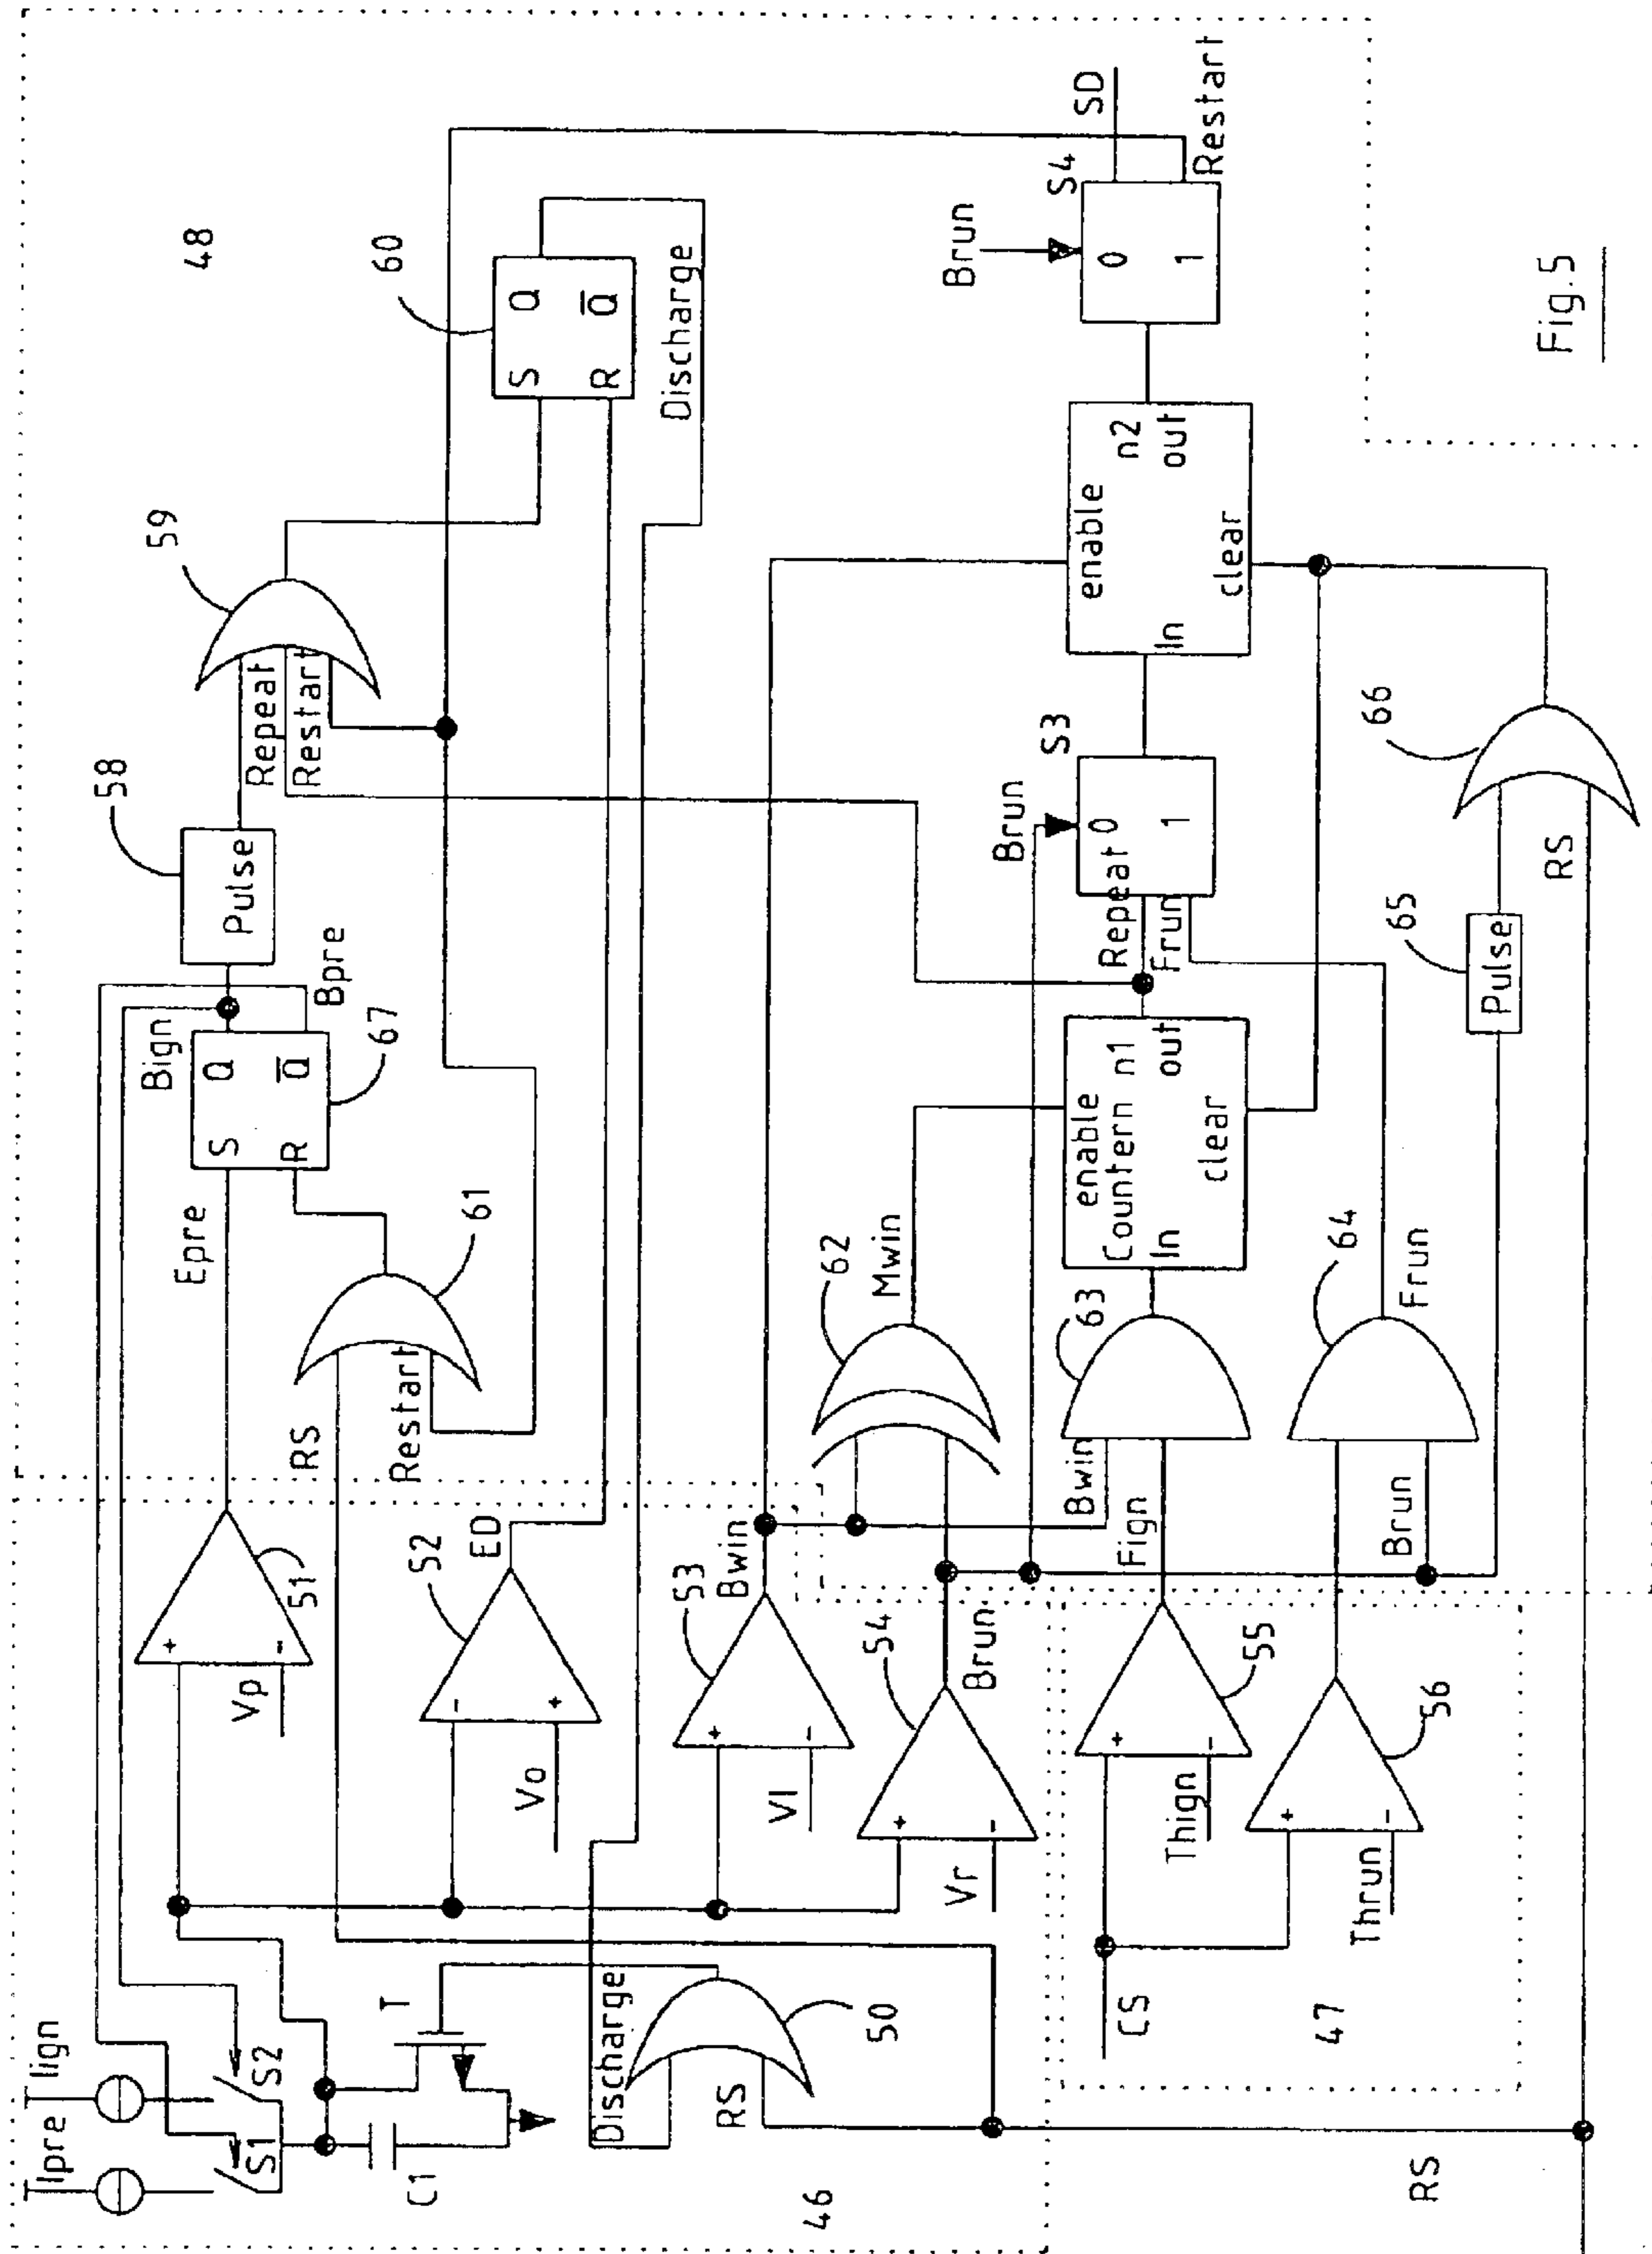 Ipre
Iign
S1
S2
C1
T
46
Discharge
RS
50
RS
Vp
+
-
51
Epre
Bign
S
Q
R
Q̅
67
Bpre
58
Pulse
Repeat
Restart
59
48
60
S
Q
R
Q̅
Discharge
RS
Restart
61
Vo
-
+
52
ED
Vl
+
-
53
Bwin
Vr
+
-
54
Brun
62
Mwin
CS
47
Thign
+
-
55
Thrun
+
-
56
Bwin
Fign
63
Brun
64
Frun
enable
Countern n1
In
out
clear
Repeat
Frun
Brun
0
1
S3
enable
n2
In
out
clear
Brun
0
1
S4
SD
Restart
65
Pulse
66
RS
Fig.5